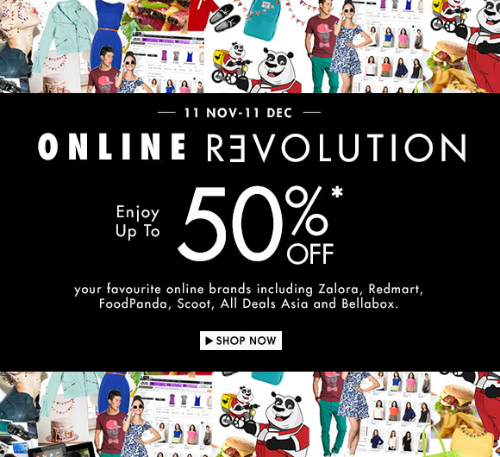 11 NOV-11 DEC
ONLINE RƎVOLUTION
Enjoy
Up To
50%*
OFF
your favourite online brands including Zalora, Redmart,
FoodPanda, Scoot, All Deals Asia and Bellabox.
SHOP NOW